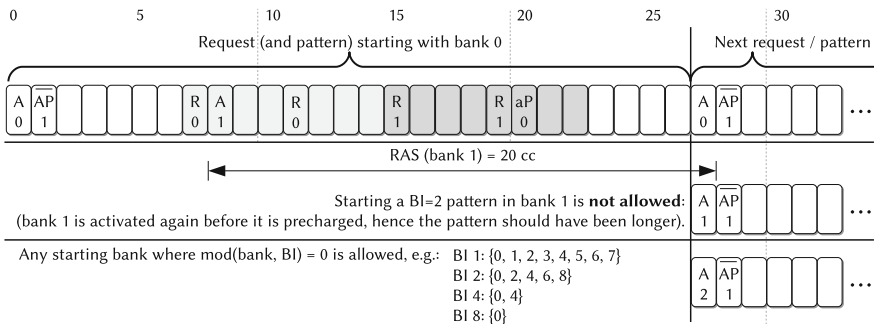 0 5 10 15 20 25 30
Request (and pattern) starting with bank 0 Next request / pattern
A A̅P̅ R A R R R aP A A̅P̅
0 1 0 1 0 1 1 0 0 1 ...
RAS (bank 1) = 20 cc
Starting a BI=2 pattern in bank 1 is not allowed: A A̅P̅
(bank 1 is activated again before it is precharged, hence the pattern should have been longer). 1 1 ...
Any starting bank where mod(bank, BI) = 0 is allowed, e.g.: BI 1: {0, 1, 2, 3, 4, 5, 6, 7}
BI 2: {0, 2, 4, 6, 8} A A̅P̅
BI 4: {0, 4} 2 1 ...
BI 8: {0}